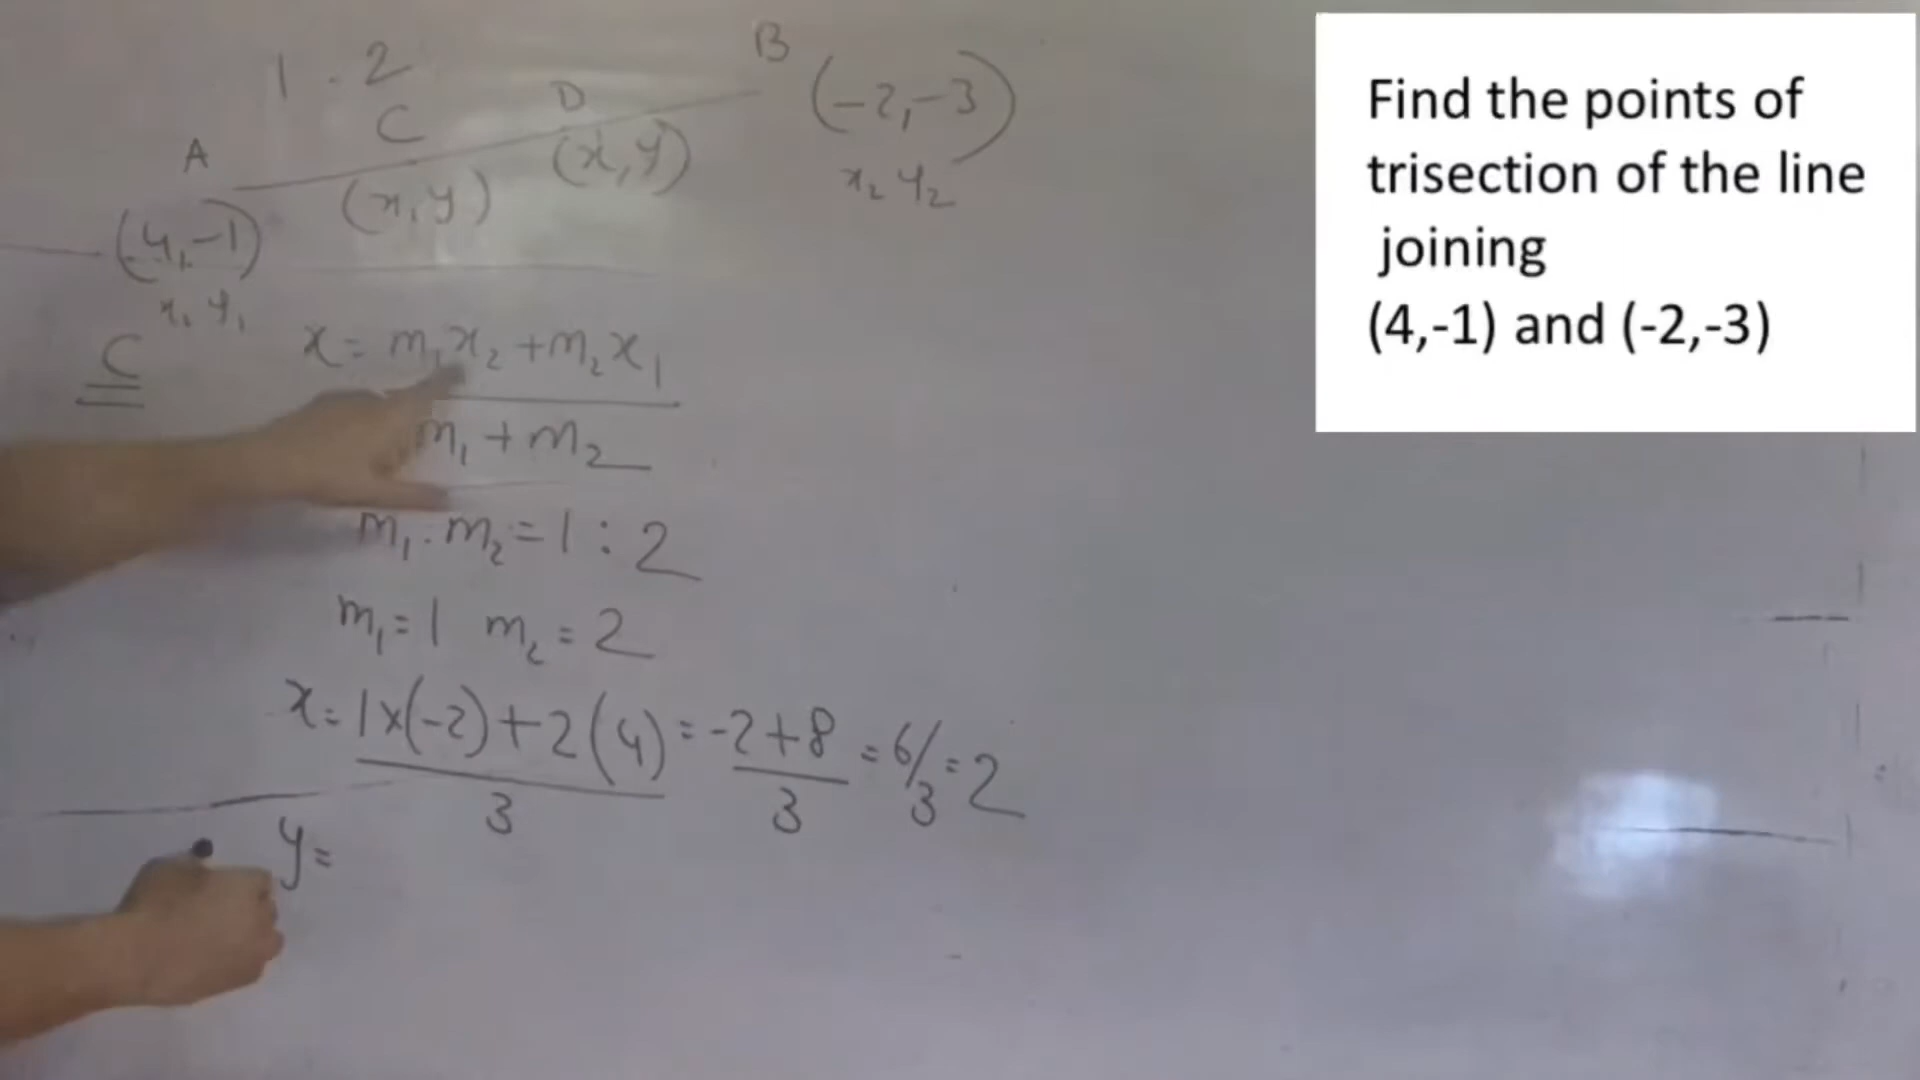 1 : 2
A C D B (-2,-3)
(x,y) (x,y) x₂ y₂
(4,-1)
x₁ y₁
C x = m₁x₂ + m₂x₁
m₁ + m₂
m₁ : m₂ = 1 : 2
m₁ = 1 m₂ = 2
x = 1x(-2) + 2(4) = -2+8 = 6/3 = 2
3 3
y =
Find the points of
trisection of the line
joining
(4,-1) and (-2,-3)